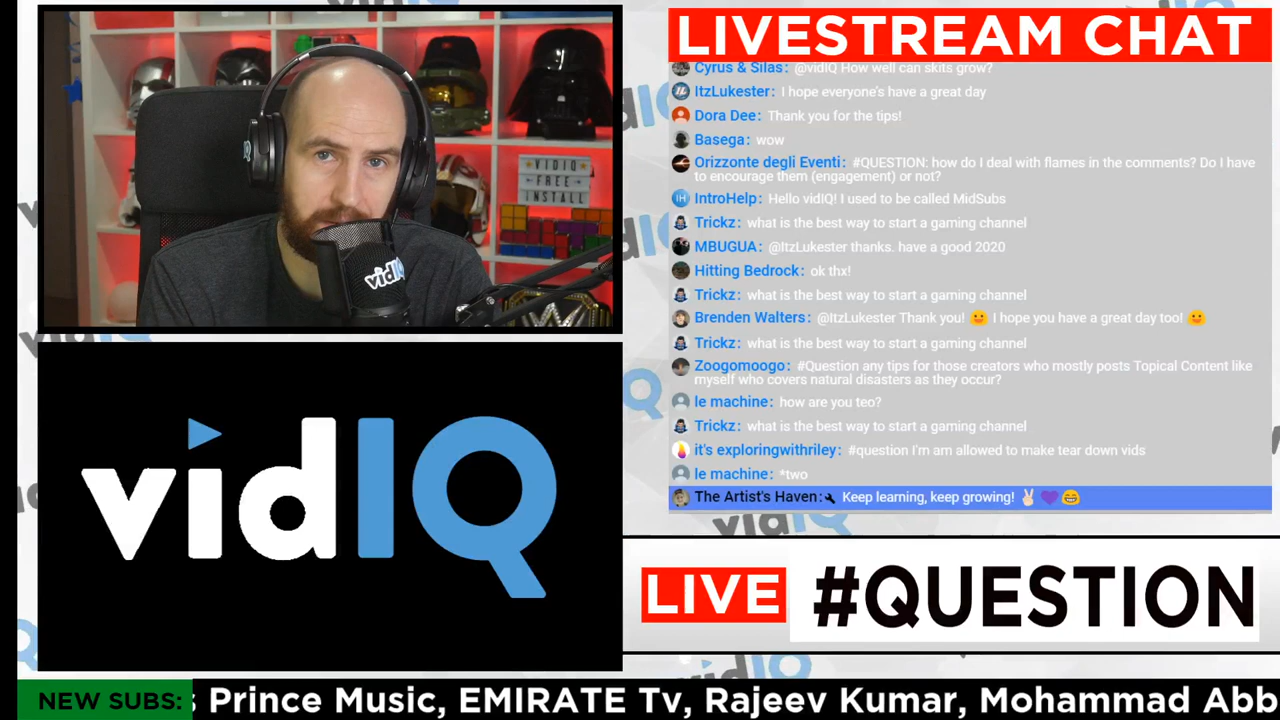 LIVESTREAM CHAT
Cyrus & Silas: @vidIQ How well can skits grow?
ItzLukester: I hope everyone's have a great day
Dora Dee: Thank you for the tips!
Basega: wow
Orizzonte degli Eventi: #QUESTION: how do I deal with flames in the comments? Do I have
to encourage them (engagement) or not?
IntroHelp: Hello vidIQ! I used to be called MidSubs
Trickz: what is the best way to start a gaming channel
MBUGUA: @ItzLukester thanks. have a good 2020
Hitting Bedrock: ok thx!
Trickz: what is the best way to start a gaming channel
Brenden Walters: @ItzLukester Thank you! 🙂 I hope you have a great day too! 🙂
Trickz: what is the best way to start a gaming channel
Zoogomoogo: #Question any tips for those creators who mostly posts Topical Content like
myself who covers natural disasters as they occur?
le machine: how are you teo?
Trickz: what is the best way to start a gaming channel
it's exploringwithriley: #question I'm am allowed to make tear down vids
le machine: *two
The Artist's Haven: Keep learning, keep growing! ✌🏻💜😂
VIDIQ
FREE
INSTALL
vidIQ
W
vidIQ
LIVE #QUESTION
NEW SUBS: s Prince Music, EMIRATE Tv, Rajeev Kumar, Mohammad Abb